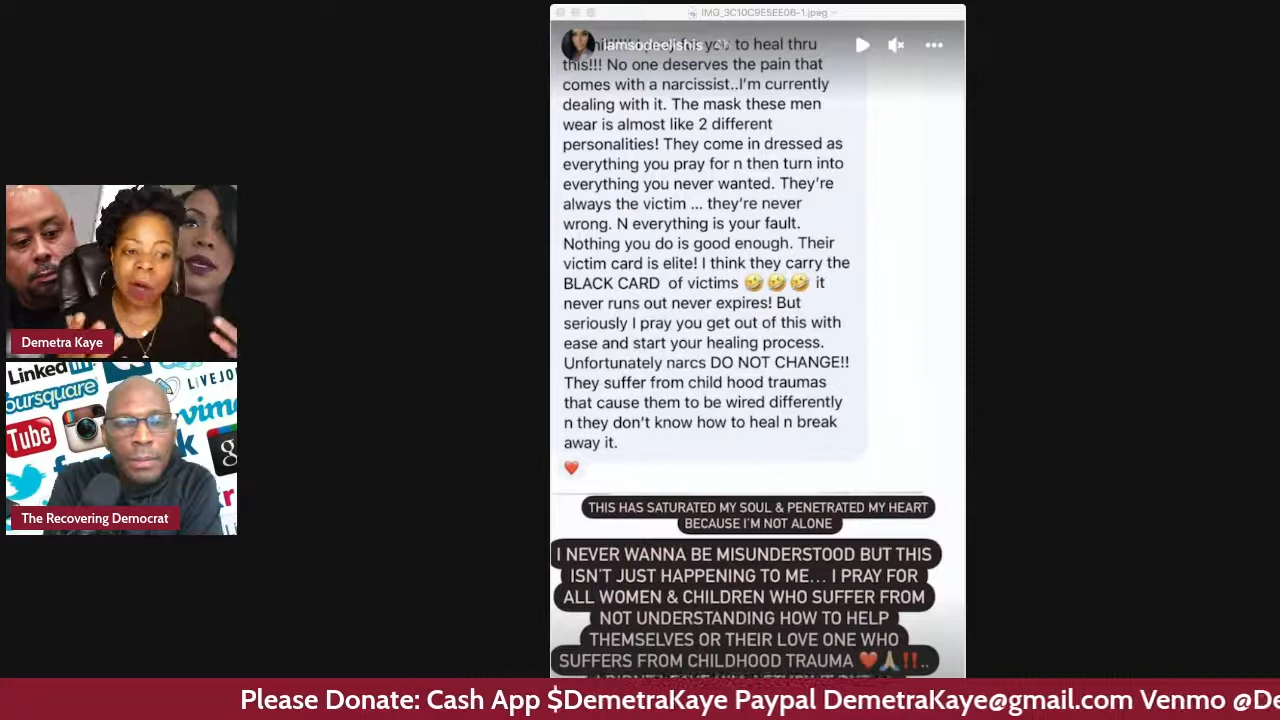 IMG_3C10C9E5EE06-1.jpeg
iamsodeelishis
to heal thru
this!!! No one deserves the pain that
comes with a narcissist..I'm currently
dealing with it. The mask these men
wear is almost like 2 different
personalities! They come in dressed as
everything you pray for n then turn into
everything you never wanted. They're
always the victim ... they're never
wrong. N everything is your fault.
Nothing you do is good enough. Their
victim card is elite! I think they carry the
BLACK CARD of victims 🤣🤣🤣 it
never runs out never expires! But
seriously I pray you get out of this with
ease and start your healing process.
Unfortunately narcs DO NOT CHANGE!!
They suffer from child hood traumas
that cause them to be wired differently
n they don't know how to heal n break
away it.
❤️
THIS HAS SATURATED MY SOUL & PENETRATED MY HEART
BECAUSE I'M NOT ALONE
I NEVER WANNA BE MISUNDERSTOOD BUT THIS
ISN'T JUST HAPPENING TO ME... I PRAY FOR
ALL WOMEN & CHILDREN WHO SUFFER FROM
NOT UNDERSTANDING HOW TO HELP
THEMSELVES OR THEIR LOVE ONE WHO
SUFFERS FROM CHILDHOOD TRAUMA ❤️🙏‼️..
Demetra Kaye
LinkedIn
foursquare
LIVEJO
vim
Tube
The Recovering Democrat
Please Donate: Cash App $DemetraKaye Paypal DemetraKaye@gmail.com Venmo @De